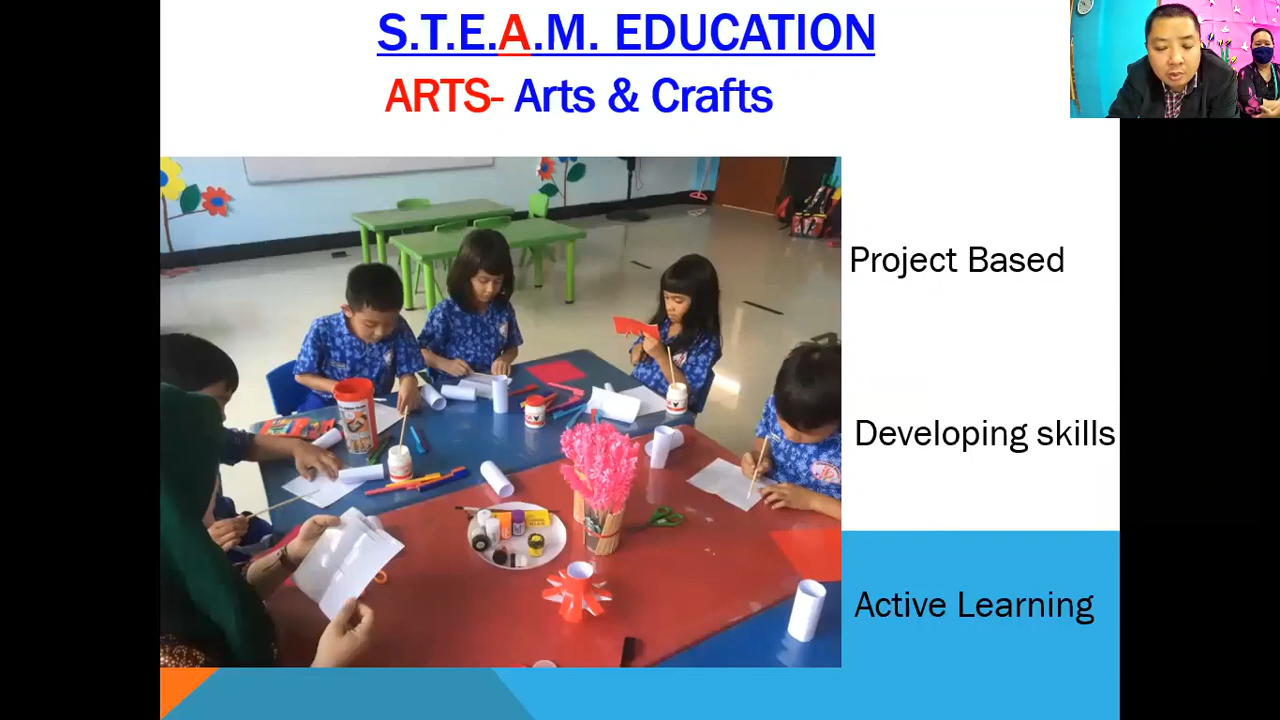 S.T.E.A.M. EDUCATION
ARTS- Arts & Crafts
Project Based
Developing skills
Active Learning